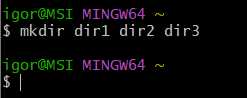 igor@MSI MINGW64 ~
$ mkdir dir1 dir2 dir3
igor@MSI MINGW64 ~
$